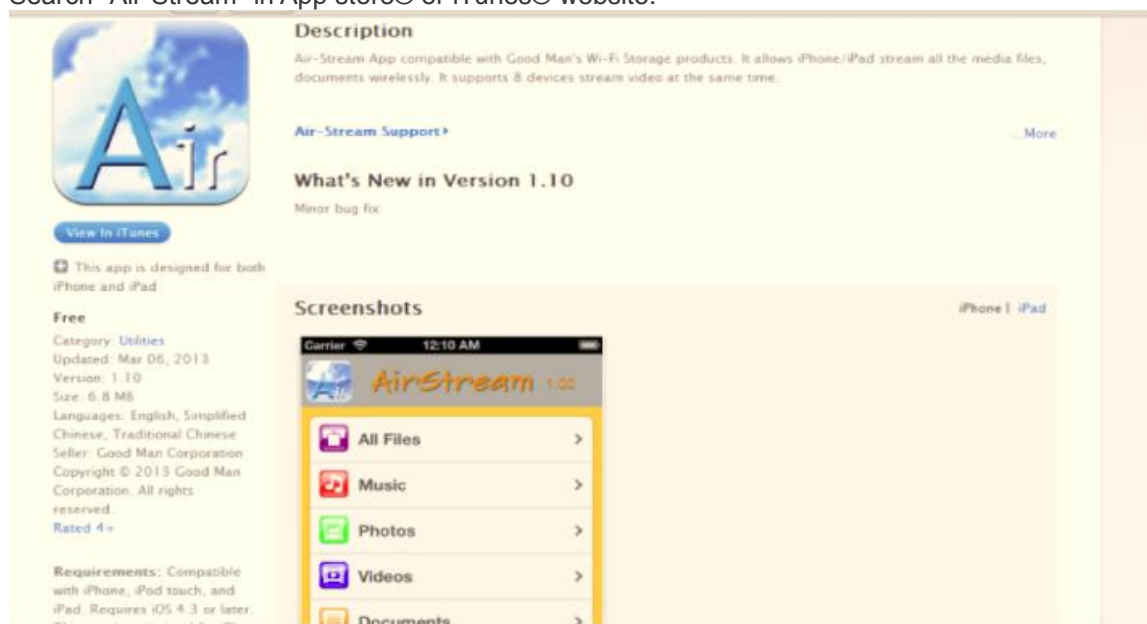 Search "Air-Stream" in App store® or iTunes® website.
Air
Description
Air-Stream App compatible with Good Man's Wi-Fi Storage products. It allows iPhone/iPad stream all the media files,
documents wirelessly. It supports 8 devices stream video at the same time.
Air-Stream Support
...More
What's New in Version 1.10
Minor bug fix
View In iTunes
This app is designed for both
iPhone and iPad
Free
Category: Utilities
Updated: Mar 06, 2013
Version: 1.10
Size: 6.8 MB
Languages: English, Simplified
Chinese, Traditional Chinese
Seller: Good Man Corporation
Copyright © 2013 Good Man
Corporation. All rights
reserved.
Rated 4+
Requirements: Compatible
with iPhone, iPod touch, and
iPad. Requires iOS 4.3 or later.
Screenshots
iPhone | iPad
Carrier 12:10 AM
Air AirStream 1.00
All Files
Music
Photos
Videos
Documents